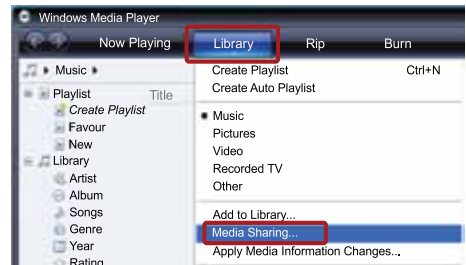 Windows Media Player
Now Playing
Library
Rip
Burn
Music
Playlist
Title
Create Playlist
Favour
New
Library
Artist
Album
Songs
Genre
Year
Rating
Create Playlist Ctrl+N
Create Auto Playlist
Music
Pictures
Video
Recorded TV
Other
Add to Library...
Media Sharing...
Apply Media Information Changes...